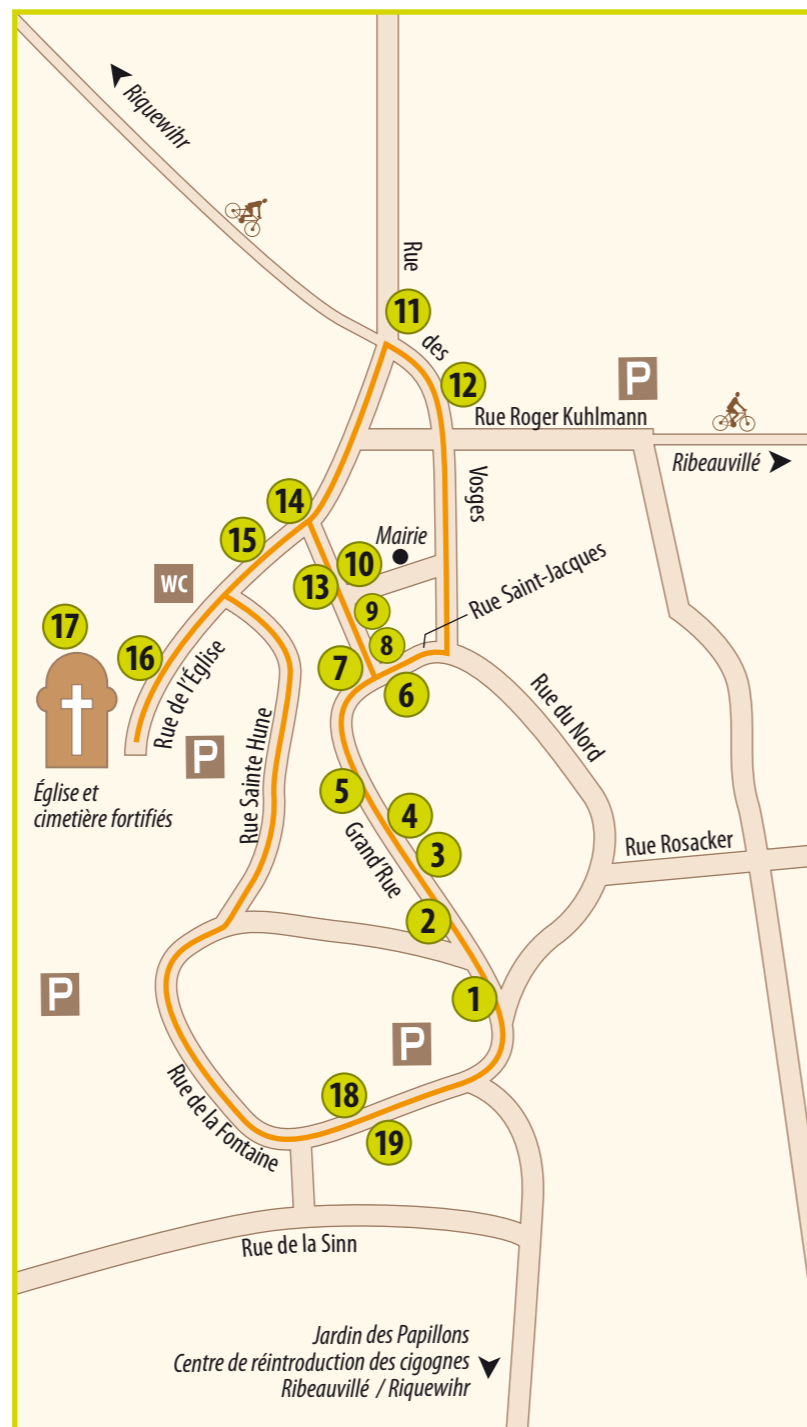 Riquewihr
Rue
des
Vosges
11
12
P
Rue Roger Kuhlmann
Ribeauvillé
14
15
Mairie
10
13
WC
9
8
Rue Saint-Jacques
17
16
7
6
Rue de l'Église
P
Rue Sainte Hune
Rue du Nord
Église et
cimetière fortifiés
5
4
3
Grand'Rue
Rue Rosacker
2
1
P
P
18
19
Rue de la Fontaine
Rue de la Sinn
Jardin des Papillons
Centre de réintroduction des cigognes
Ribeauvillé / Riquewihr